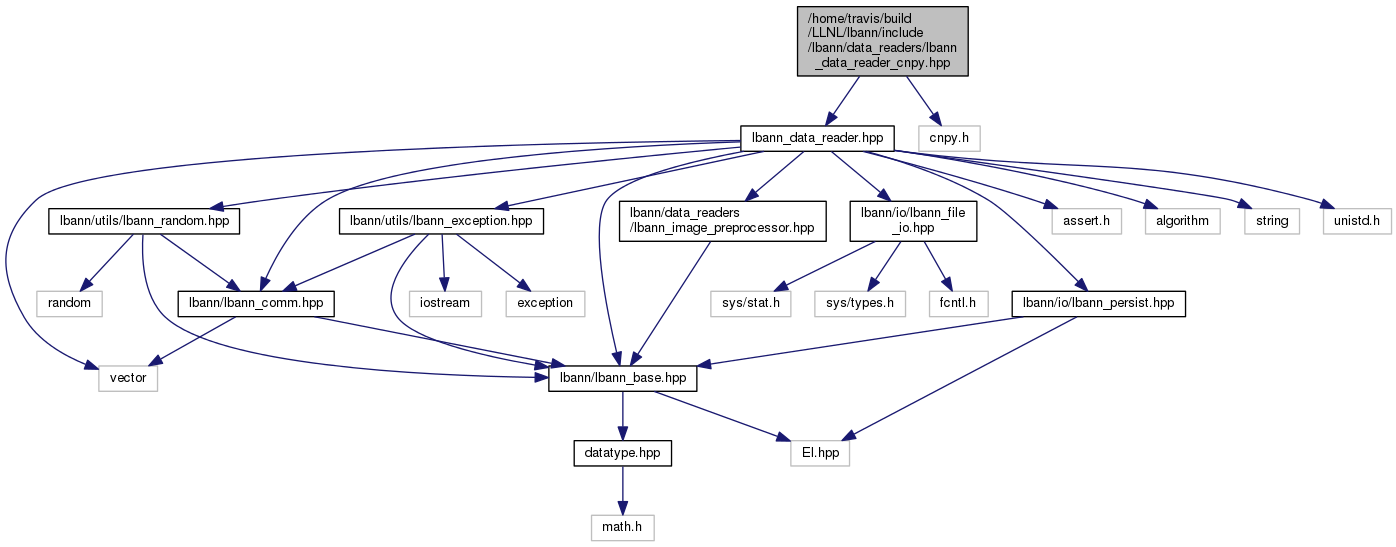 /home/travis/build
/LLNL/lbann/include
/lbann/data_readers/lbann
_data_reader_cnpy.hpp
lbann_data_reader.hpp
cnpy.h
lbann/utils/lbann_random.hpp
lbann/utils/lbann_exception.hpp
lbann/data_readers
/lbann_image_preprocessor.hpp
lbann/io/lbann_file
_io.hpp
assert.h
algorithm
string
unistd.h
random
lbann/lbann_comm.hpp
iostream
exception
sys/stat.h
sys/types.h
fcntl.h
lbann/io/lbann_persist.hpp
vector
lbann/lbann_base.hpp
datatype.hpp
El.hpp
math.h